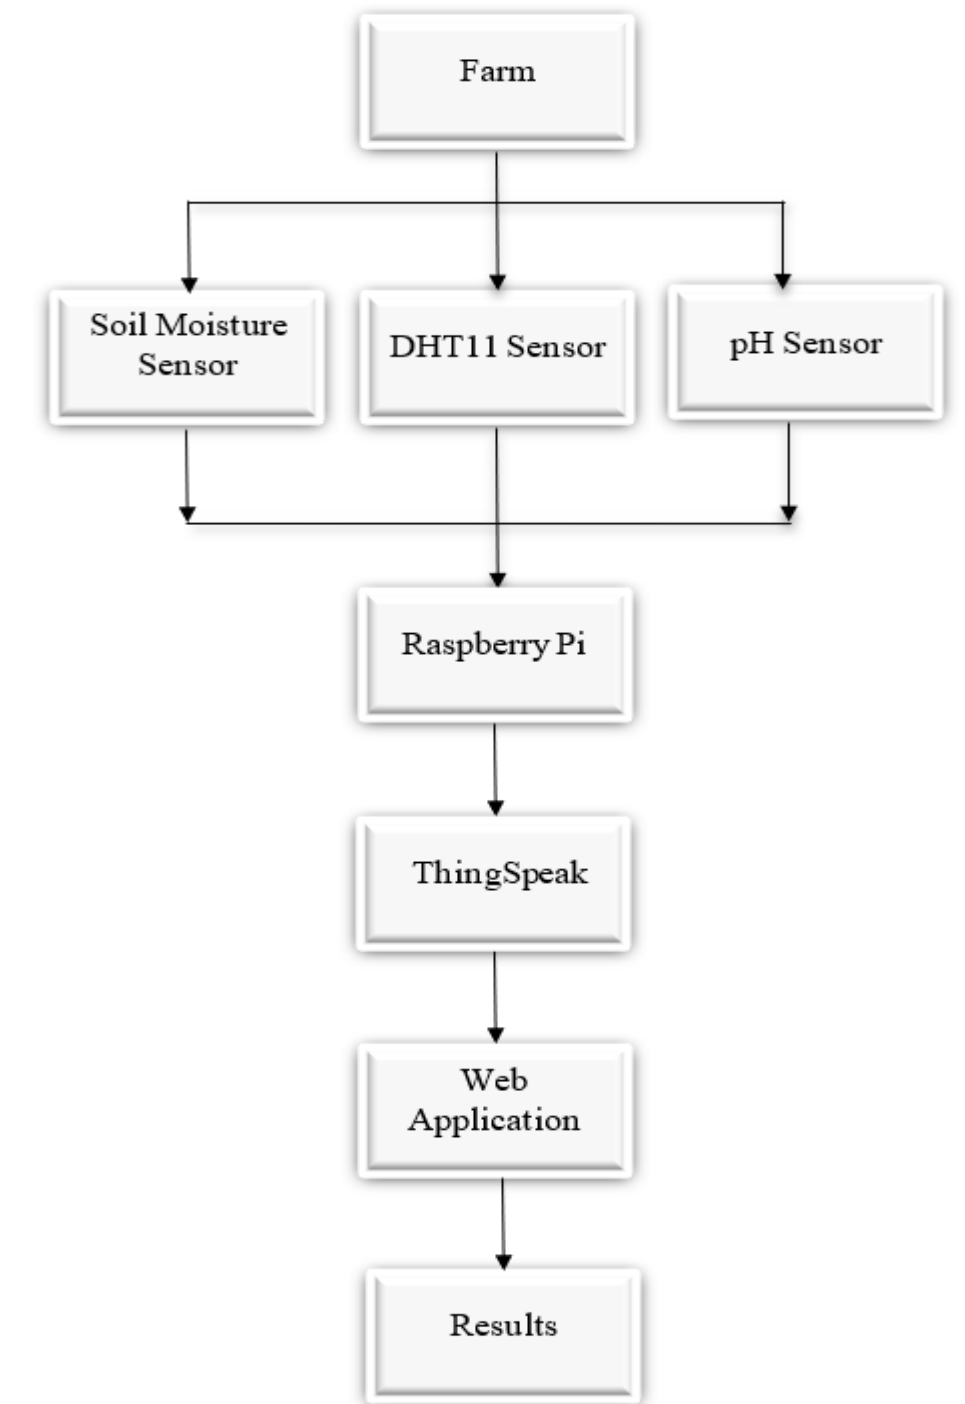 Farm
Soil Moisture
Sensor
DHT11 Sensor
pH Sensor
Raspberry Pi
ThingSpeak
Web
Application
Results